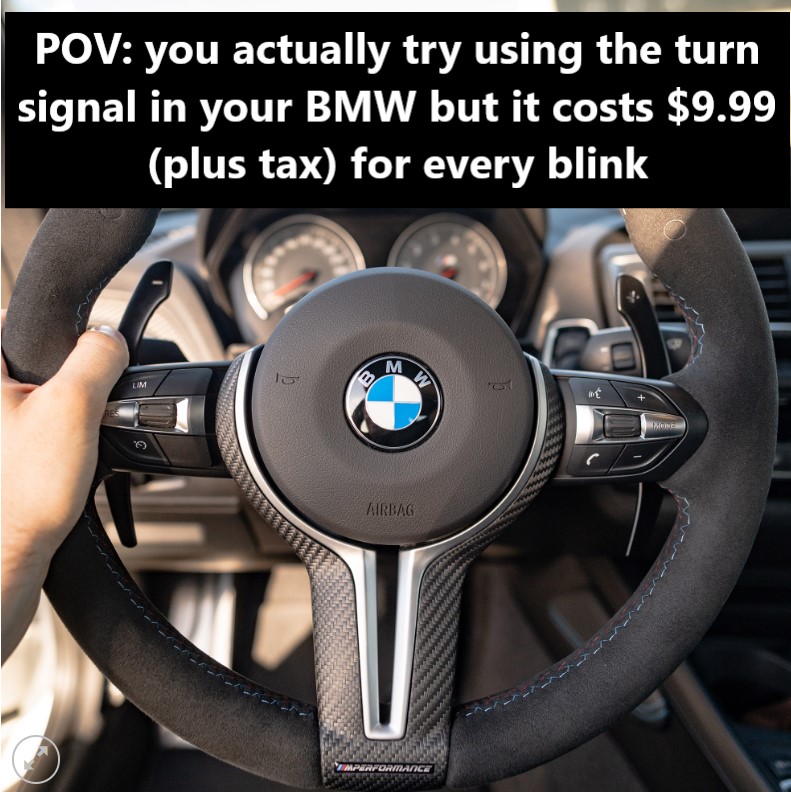 POV: you actually try using the turn
signal in your BMW but it costs $9.99
(plus tax) for every blink
BMW
LIM
RES
+
MODE
−
AIRBAG
///M PERFORMANCE